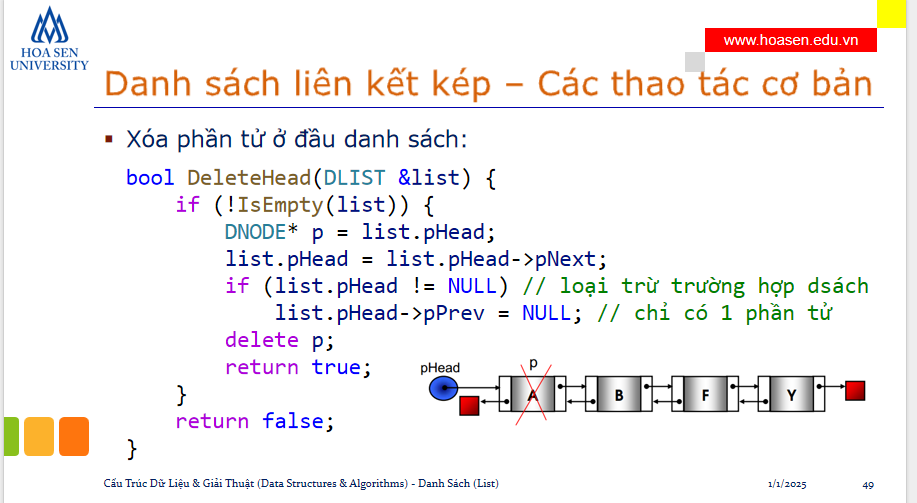 HOA SEN
UNIVERSITY
www.hoasen.edu.vn
Danh sách liên kết kép – Các thao tác cơ bản
▪ Xóa phần tử ở đầu danh sách:
bool DeleteHead(DLIST &list) {
    if (!IsEmpty(list)) {
        DNODE* p = list.pHead;
        list.pHead = list.pHead->pNext;
        if (list.pHead != NULL) // loại trừ trường hợp dsách
            list.pHead->pPrev = NULL; // chỉ có 1 phần tử
        delete p;
        return true;
    }
    return false;
}
pHead
p
A B F Y
Cấu Trúc Dữ Liệu & Giải Thuật (Data Structures & Algorithms) - Danh Sách (List)
1/1/2025
49